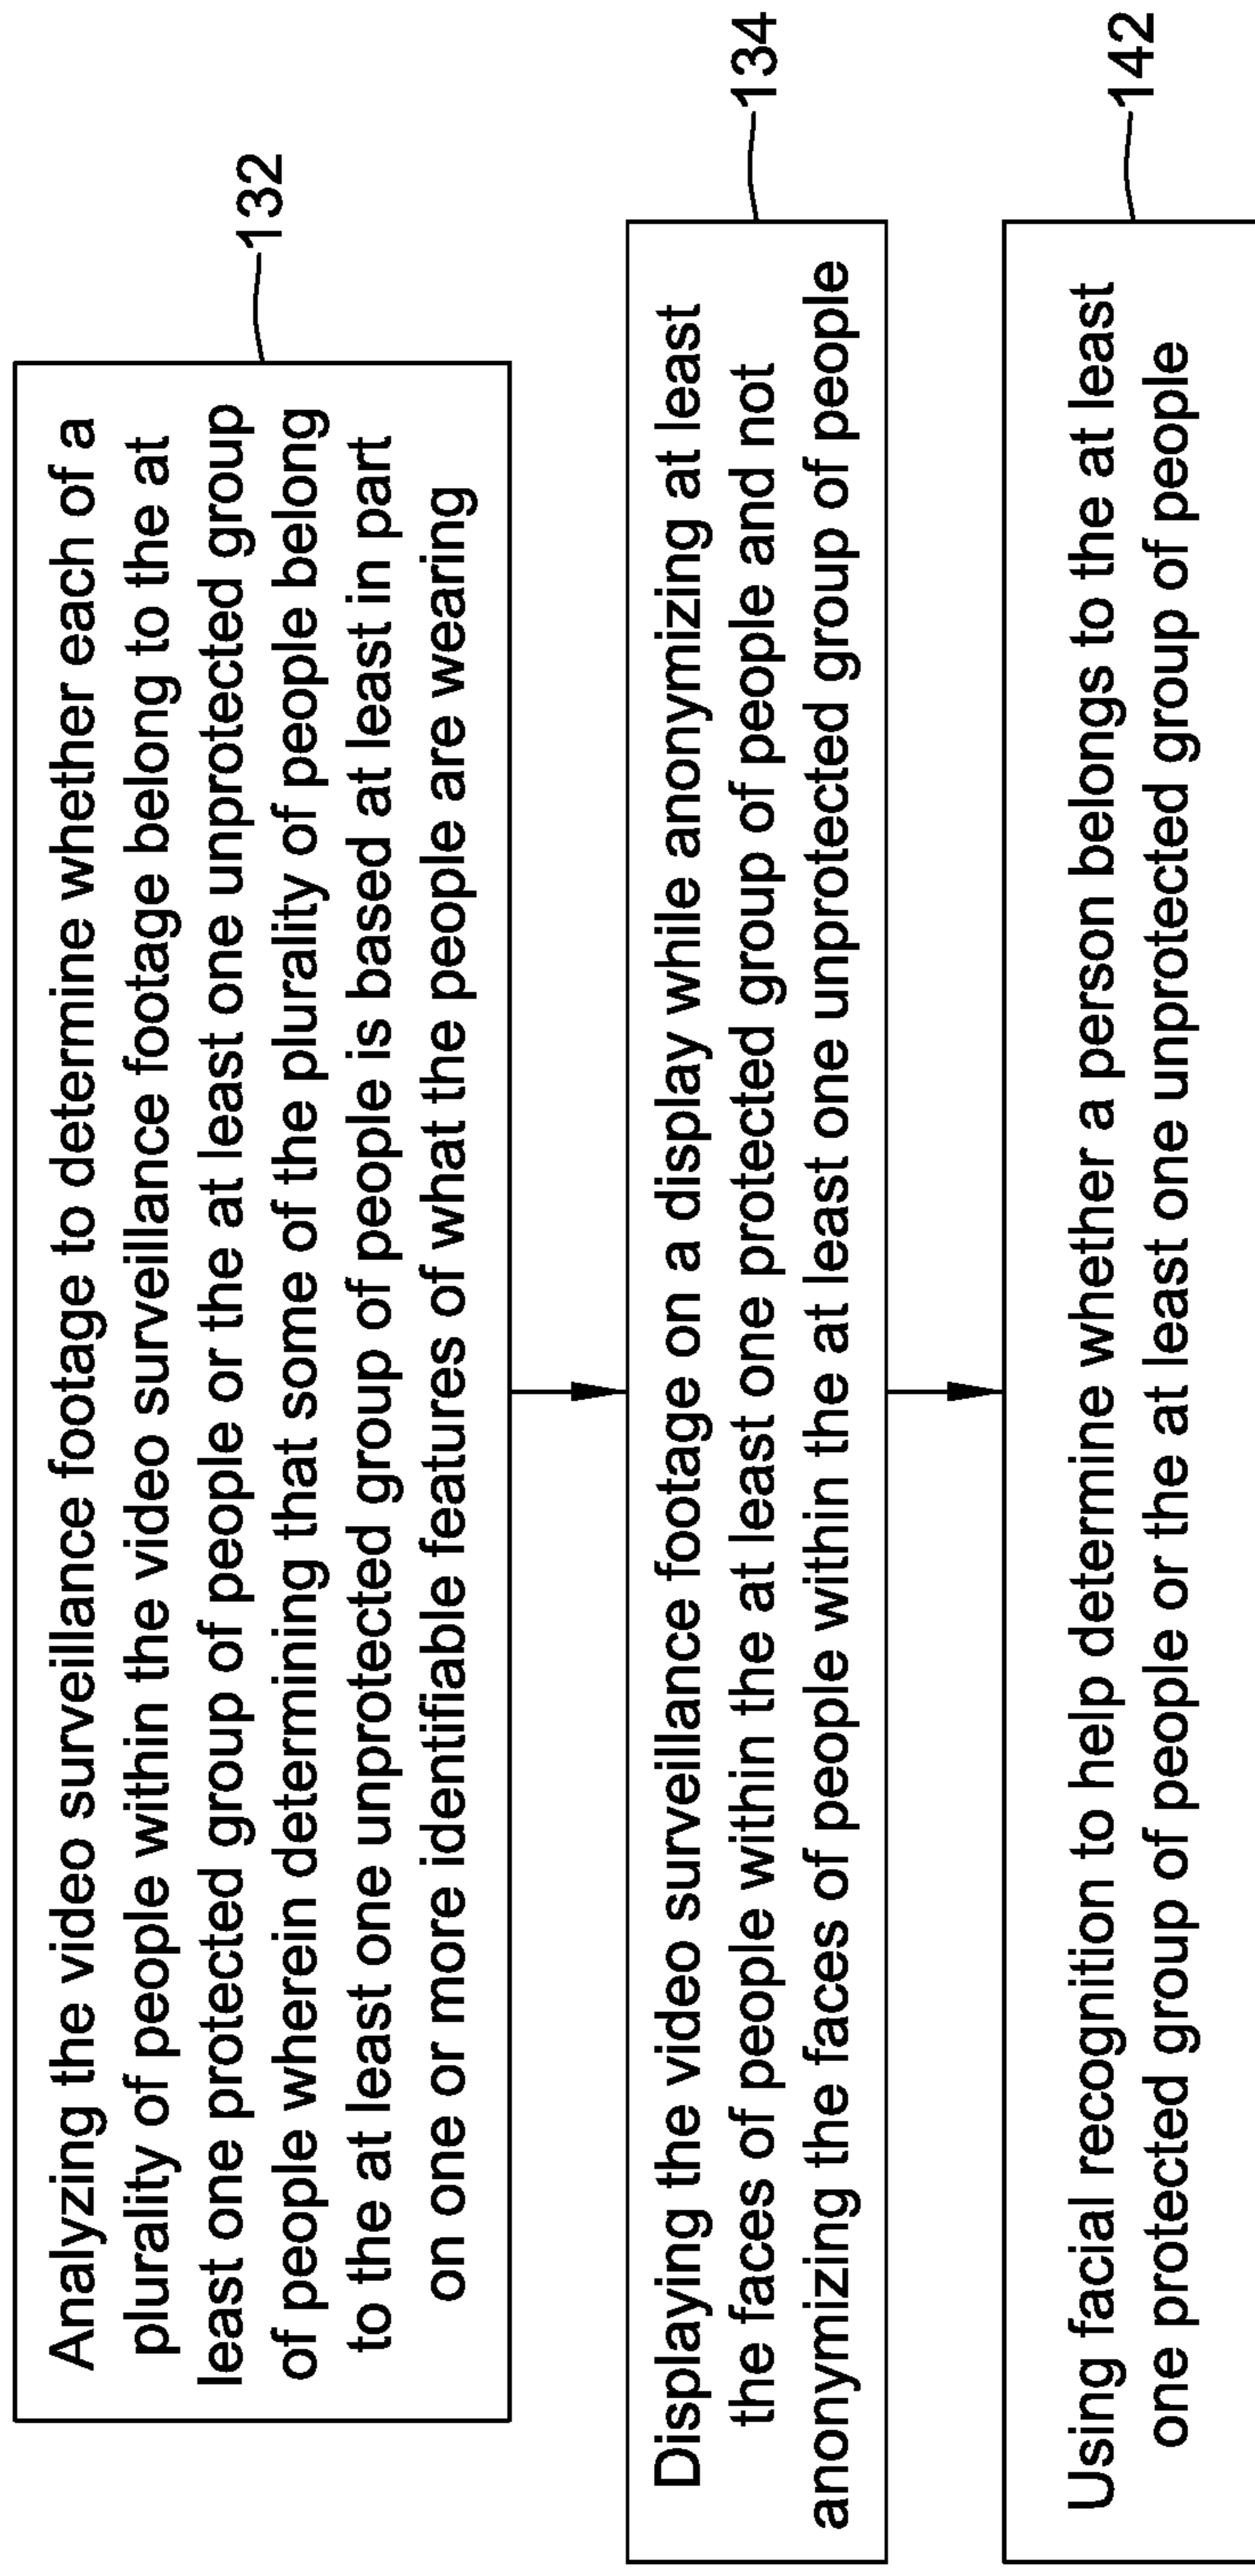 Analyzing the video surveillance footage to determine whether each of a
plurality of people within the video surveillance footage belong to the at
least one protected group of people or the at least one unprotected group
of people wherein determining that some of the plurality of people belong
to the at least one unprotected group of people is based at least in part
on one or more identifiable features of what the people are wearing
132
Displaying the video surveillance footage on a display while anonymizing at least
the faces of people within the at least one protected group of people and not
anonymizing the faces of people within the at least one unprotected group of people
134
Using facial recognition to help determine whether a person belongs to the at least
one protected group of people or the at least one unprotected group of people
142